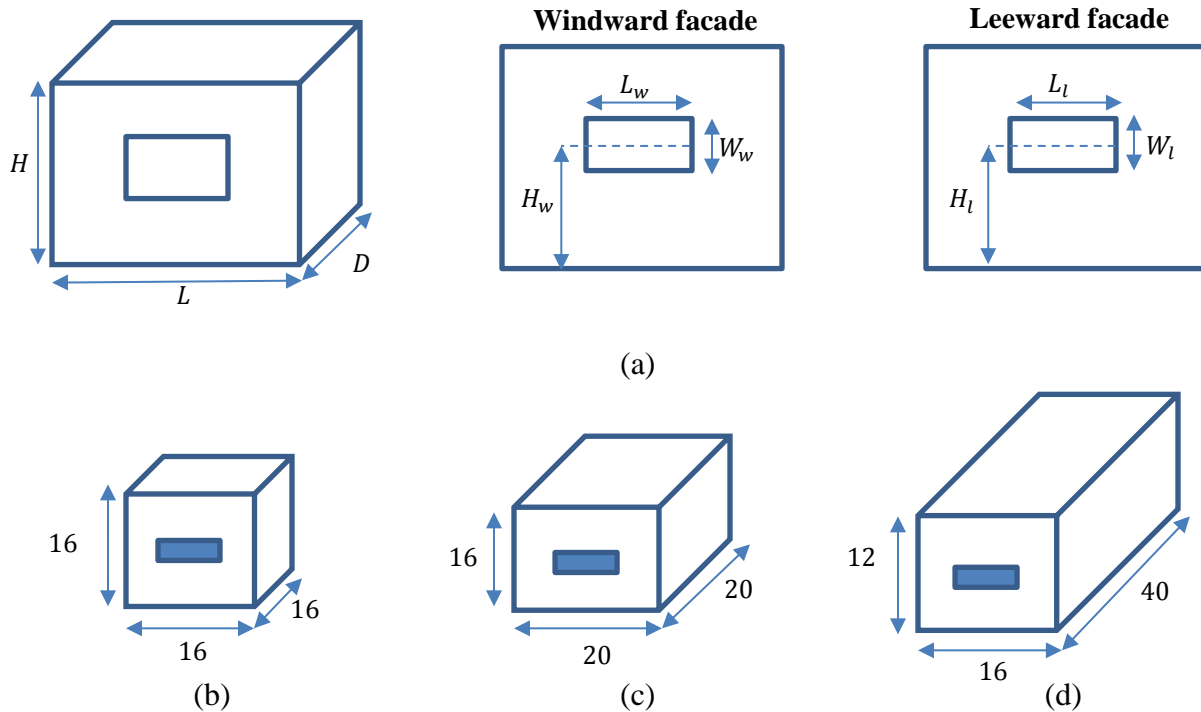 Windward facade
Leeward facade
H
L
D
L_w
W_w
H_w
L_l
W_l
H_l
(a)
16
16
16
(b)
16
20
20
(c)
12
40
16
(d)